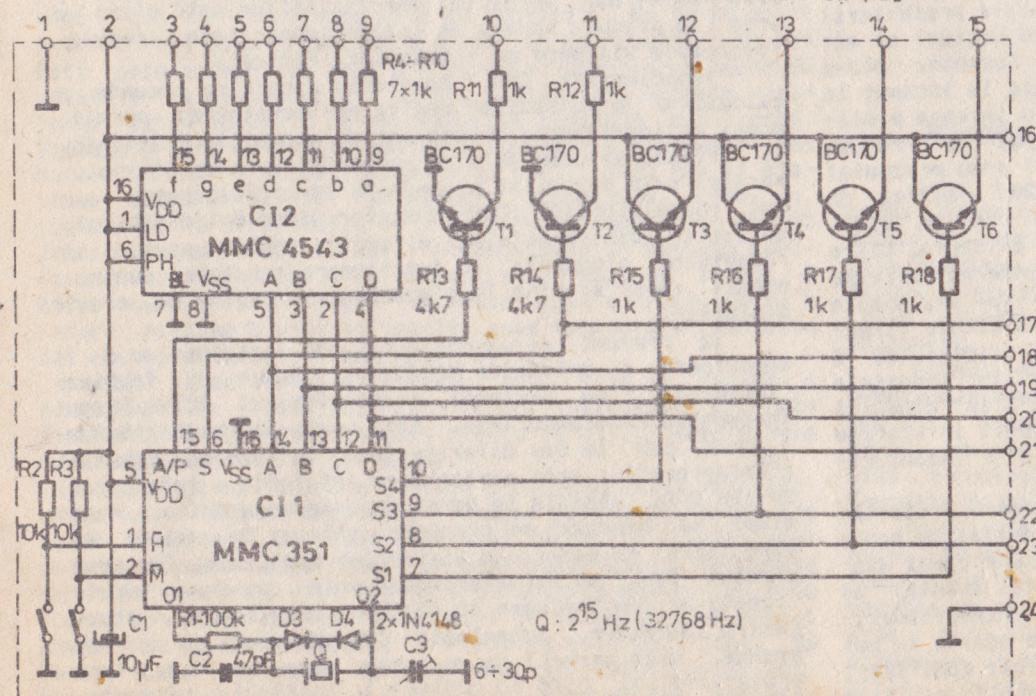 1 2 3 4 5 6 7 8 9 10 11 12 13 14 15
R4÷R10
7×1k
R11 1k R12 1k
16
15 14 13 12 11 10 9
BC170 BC170 BC170 BC170 BC170 BC170
f g e d c b a
16 VDD
1 LD
6 PH
CI2
MMC 4543
T1 T2 T3 T4 T5 T6
BL VSS A B C D
7 8 5 3 2 4
R13 4k7
R14 4k7
R15 1k
R16 1k
R17 1k
R18 1k
17
18
19
20
21
22
23
24
15 6 16 14 13 12 11
A/P S VSS A B C D
R2 R3
10k 10k
5 VDD
1 H
2 M
CI1
MMC 351
S4 10
S3 9
S2 8
S1 7
O1 O2
R1-100k D3 D4 2×1N4148
Q : 2¹⁵ Hz (32768 Hz)
C1
10µF
C2 47pF Q C3 6÷30p